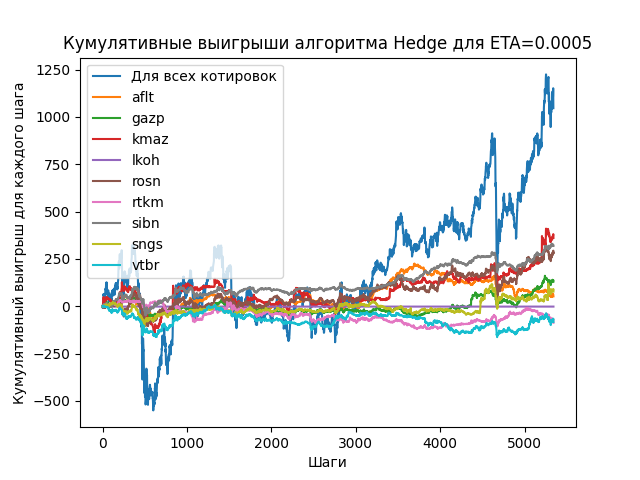 Кумулятивные выигрыши алгоритма Hedge для ETA=0.0005
Кумулятивный выигрыш для каждого шага
1250
1000
750
500
250
0
−250
−500
Для всех котировок
aflt
gazp
kmaz
lkoh
rosn
rtkm
sibn
sngs
vtbr
0 1000 2000 3000 4000 5000
Шаги